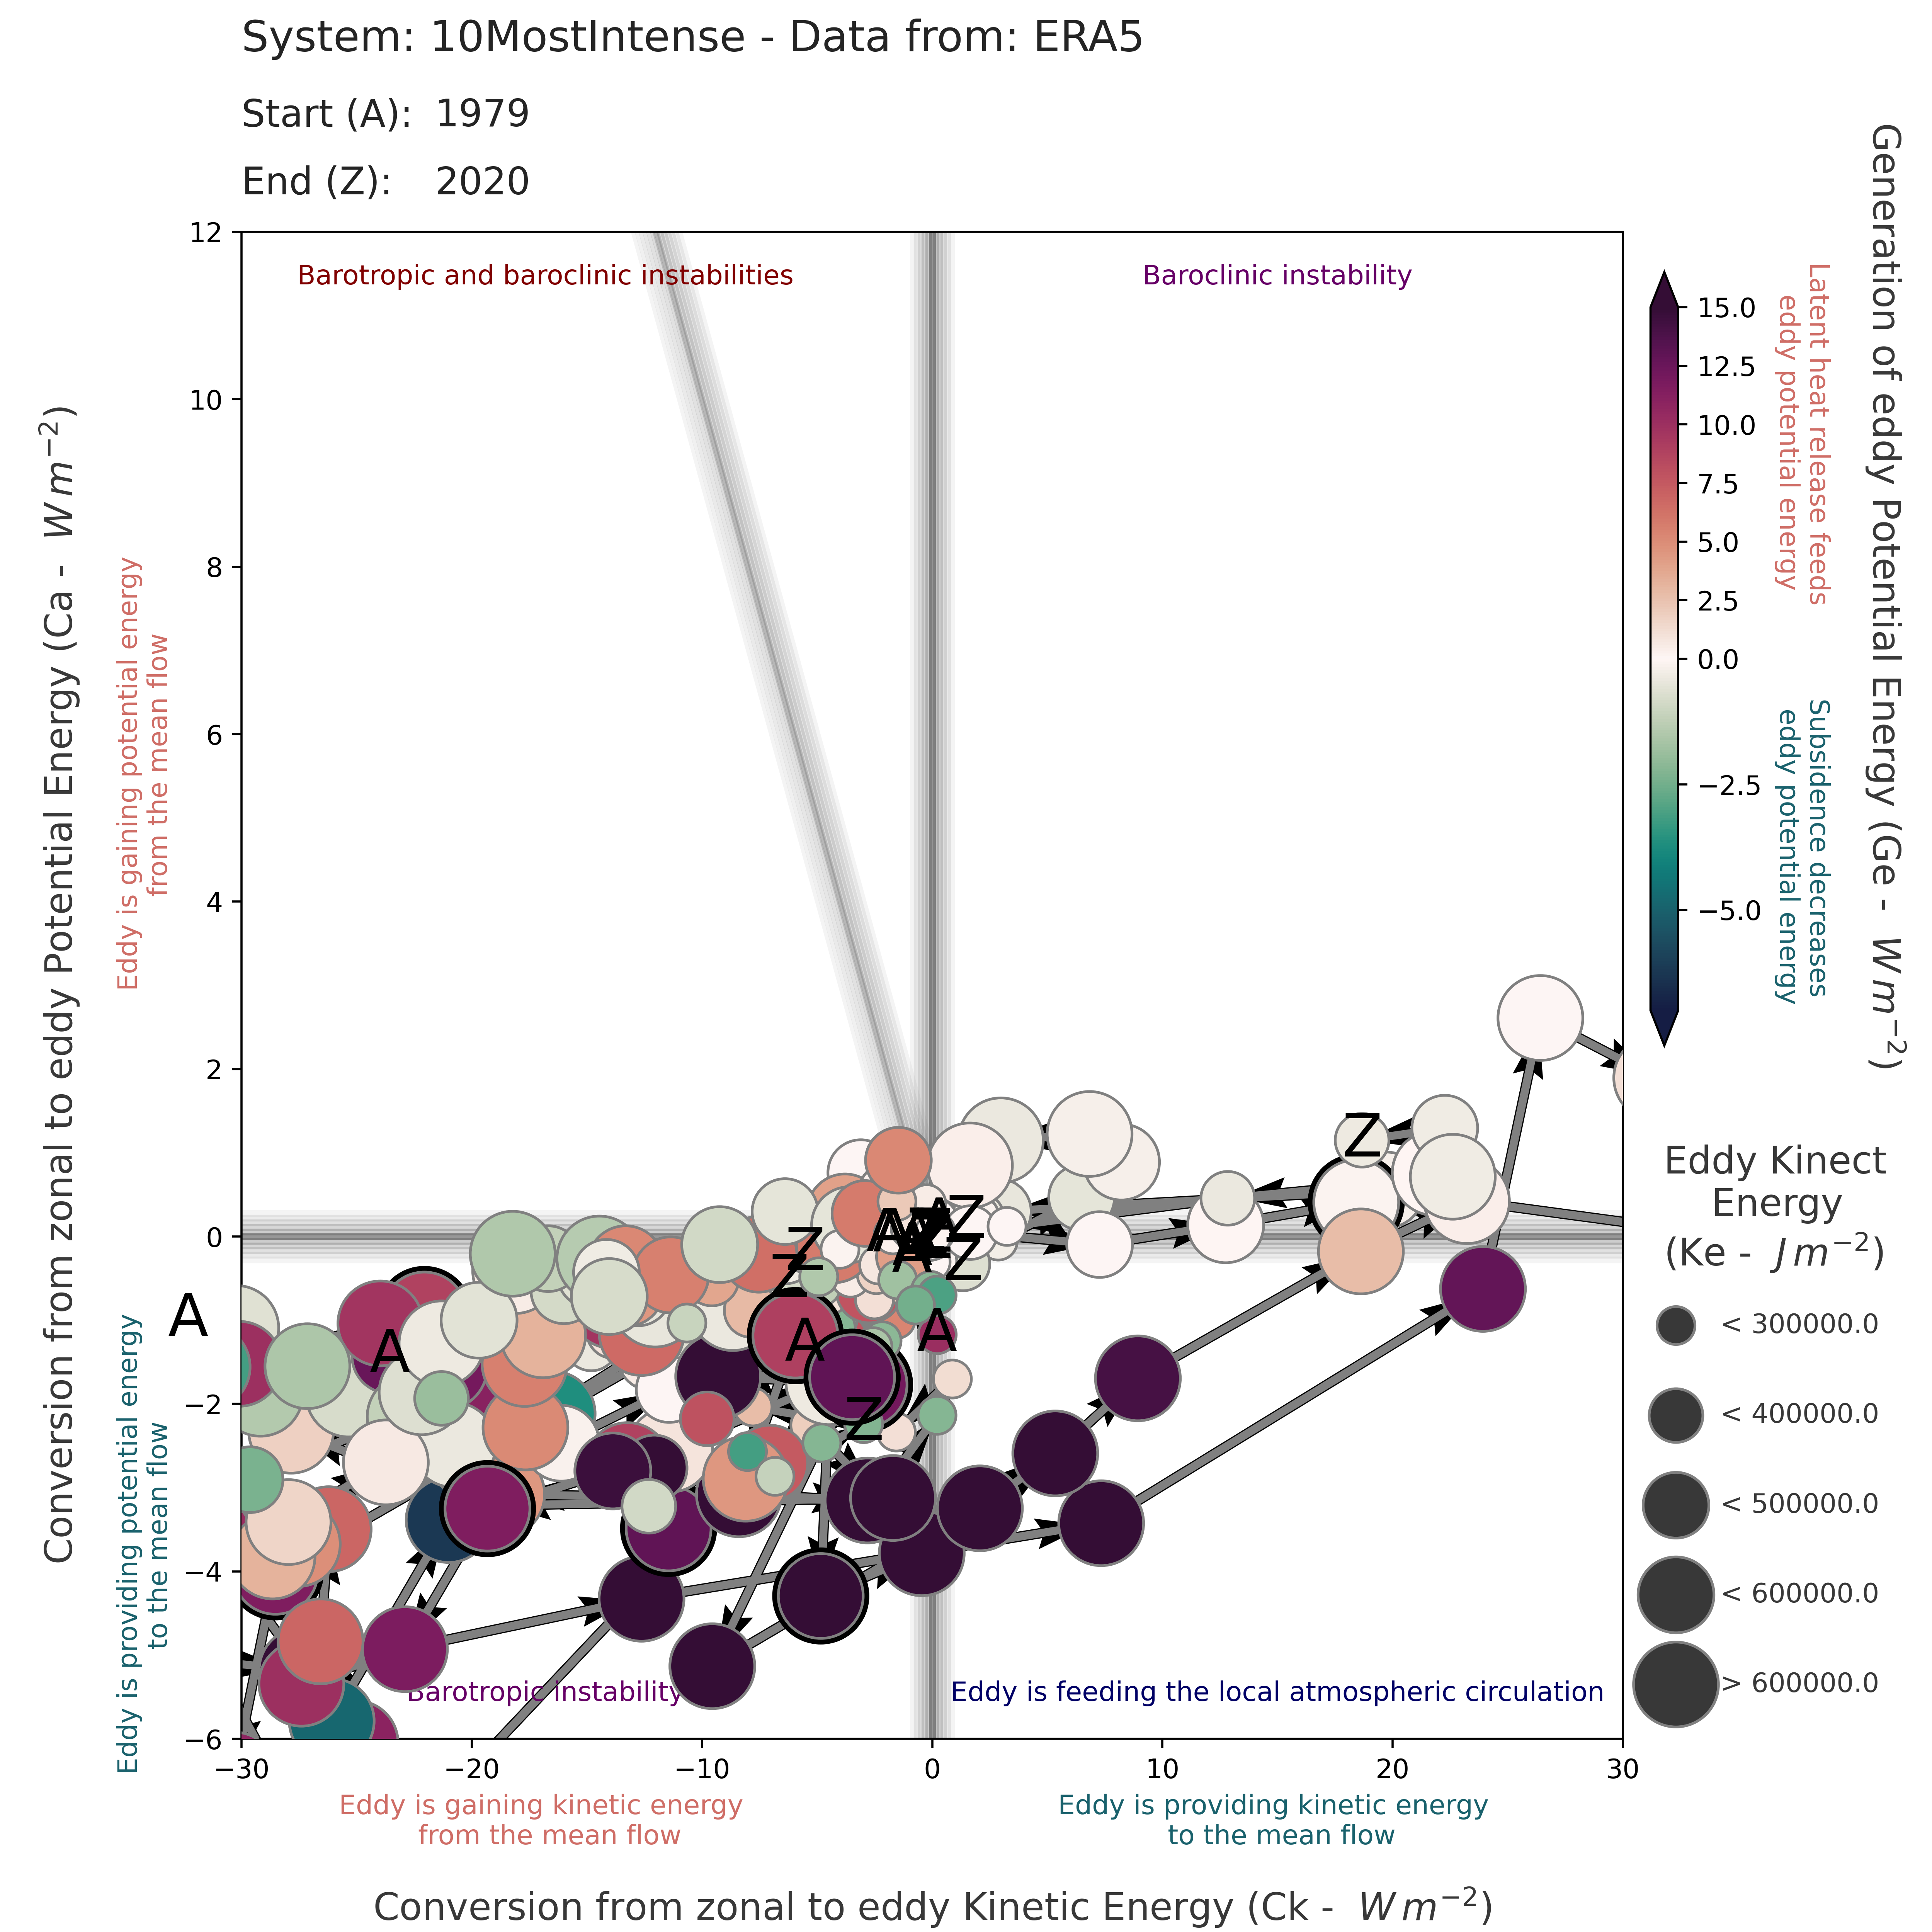 System: 10MostIntense - Data from: ERA5
Start (A): 1979
End (Z): 2020
Conversion from zonal to eddy Potential Energy (Ca - W m⁻²)
Eddy is gaining potential energy
from the mean flow
Eddy is providing potential energy
to the mean flow
12
10
8
6
4
2
0
−2
−4
−6
Barotropic and baroclinic instabilities
Baroclinic instability
Barotropic instability
Eddy is feeding the local atmospheric circulation
A
A
A
A
Z
Z
Z
Z
Z
Z
−30
−20
−10
0
10
20
30
Eddy is gaining kinetic energy
from the mean flow
Eddy is providing kinetic energy
to the mean flow
Conversion from zonal to eddy Kinetic Energy (Ck - W m⁻²)
15.0
12.5
10.0
7.5
5.0
2.5
0.0
−2.5
−5.0
Latent heat release feeds
eddy potential energy
Subsidence decreases
eddy potential energy
Generation of eddy Potential Energy (Ge - W m⁻²)
Eddy Kinect
Energy
(Ke - J m⁻²)
< 300000.0
< 400000.0
< 500000.0
< 600000.0
> 600000.0